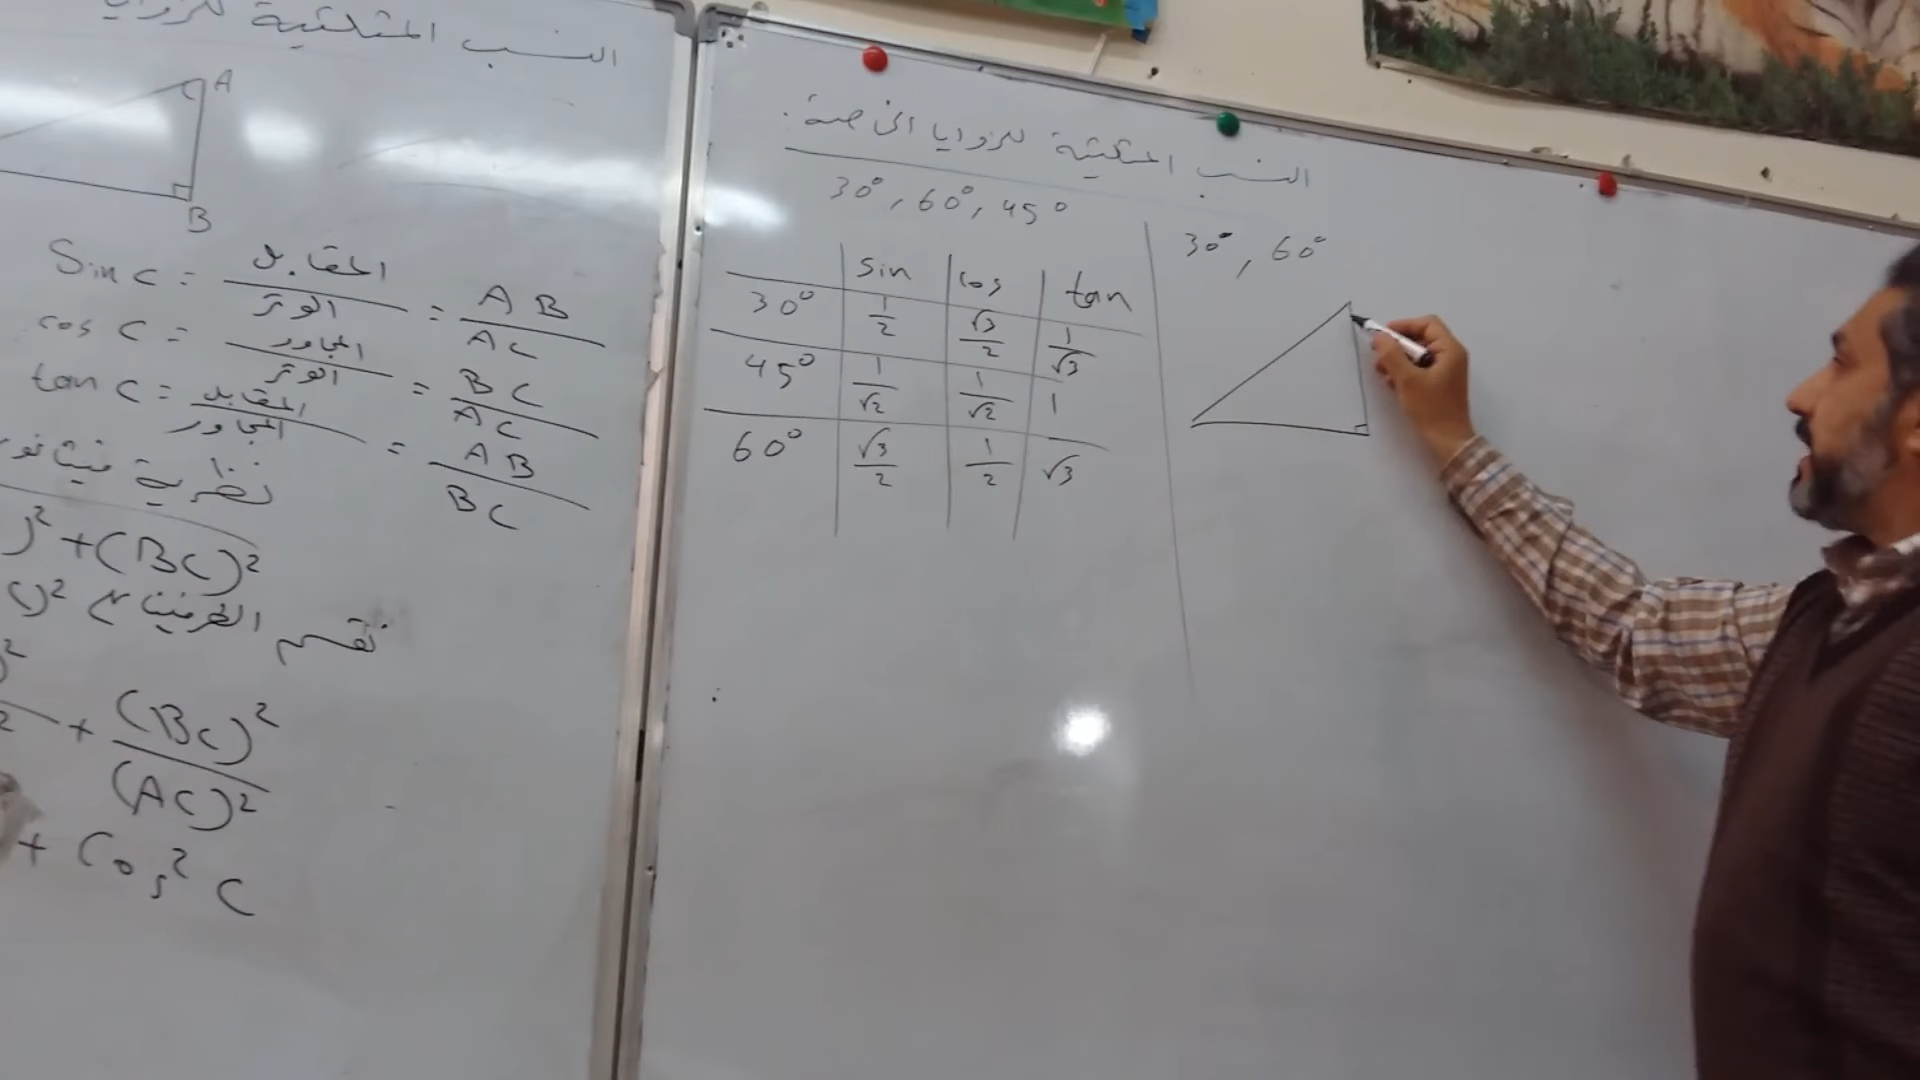 النسب المثلثية للزوايا
A
B
Sin C = المقابل / الوتر = AB / AC
cos C = المجاور / الوتر = BC / AC
tan C = المقابل / المجاور = AB / BC
نظرية فيثاغور
)² + (BC)²
نقسم الطرفين
)²
+ (BC)² / (AC)²
+ Cos² C
النسب المثلثية للزوايا الخاصة.
30°, 60°, 45°
sin cos tan
30° 1/2 √3/2 1/√3
45° 1/√2 1/√2 1
60° √3/2 1/2 √3
30°, 60°